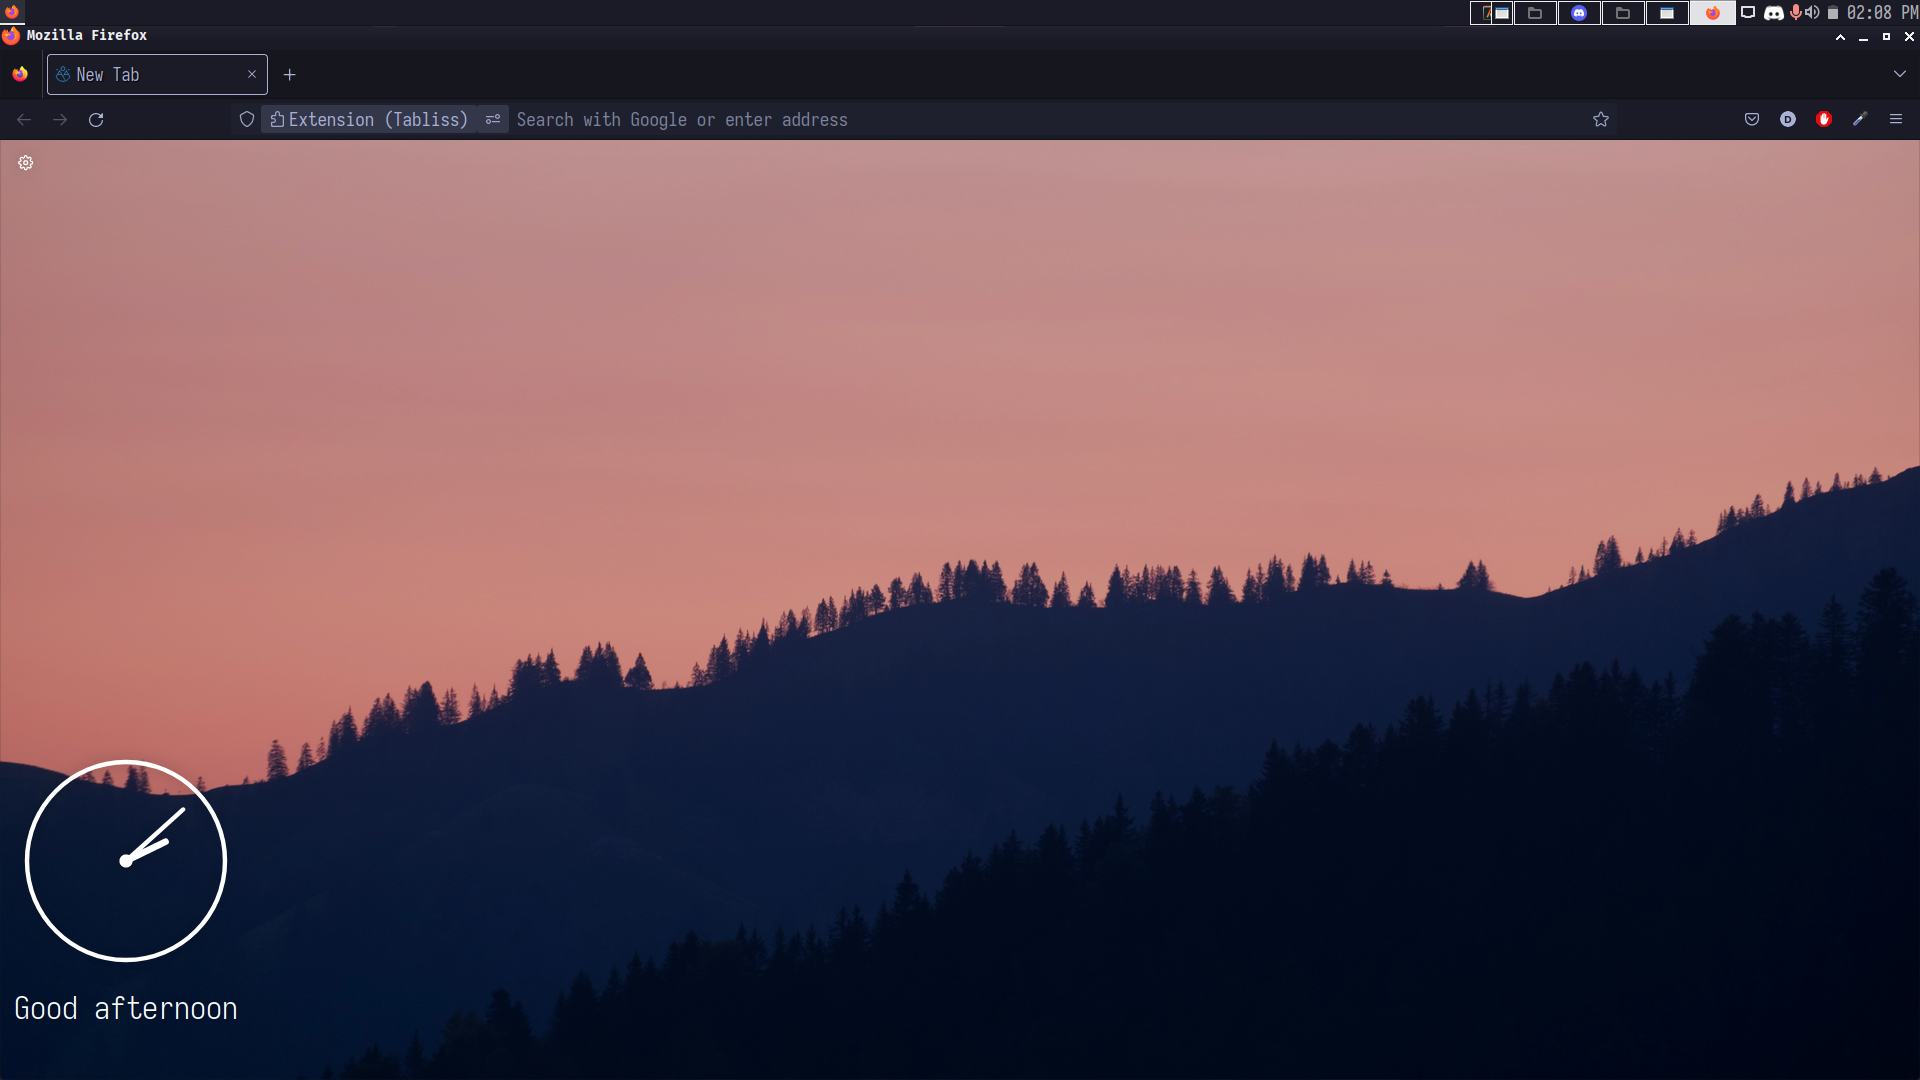 02:08 PM
Mozilla Firefox
New Tab
Extension (Tabliss)
Search with Google or enter address
D
Good afternoon